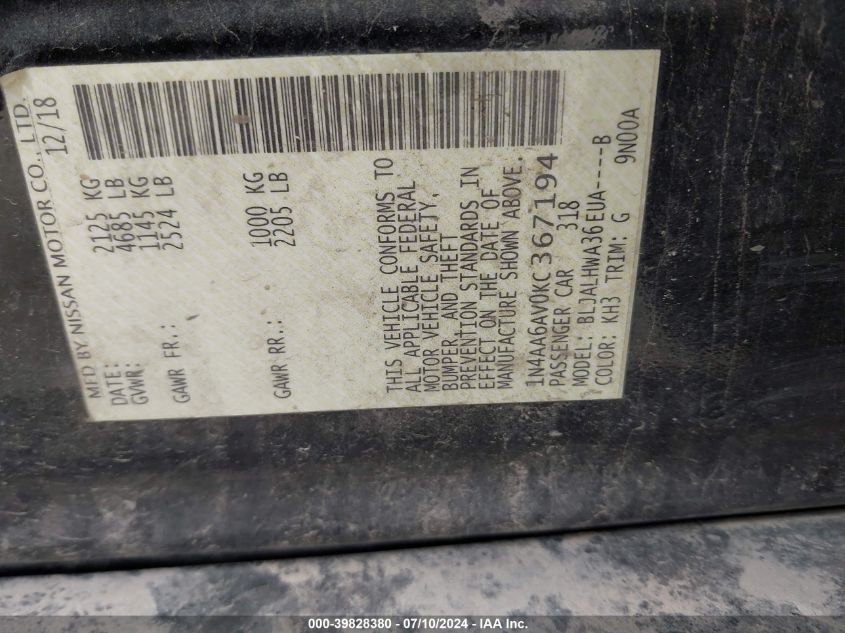 MFD BY NISSAN MOTOR CO., LTD.
DATE: 12/18
GVWR: 2125 KG
4685 LB
GAWR FR.: 1145 KG
2524 LB
GAWR RR.: 1000 KG
2205 LB
THIS VEHICLE CONFORMS TO
ALL APPLICABLE FEDERAL
MOTOR VEHICLE SAFETY,
BUMPER, AND THEFT
PREVENTION STANDARDS IN
EFFECT ON THE DATE OF
MANUFACTURE SHOWN ABOVE.
1N4AA6AV0KC367194
PASSENGER CAR 318
MODEL: BLJALHWA36EUA----B
COLOR: KH3 TRIM: G 9N00A
000-39828380 - 07/10/2024 - IAA Inc.